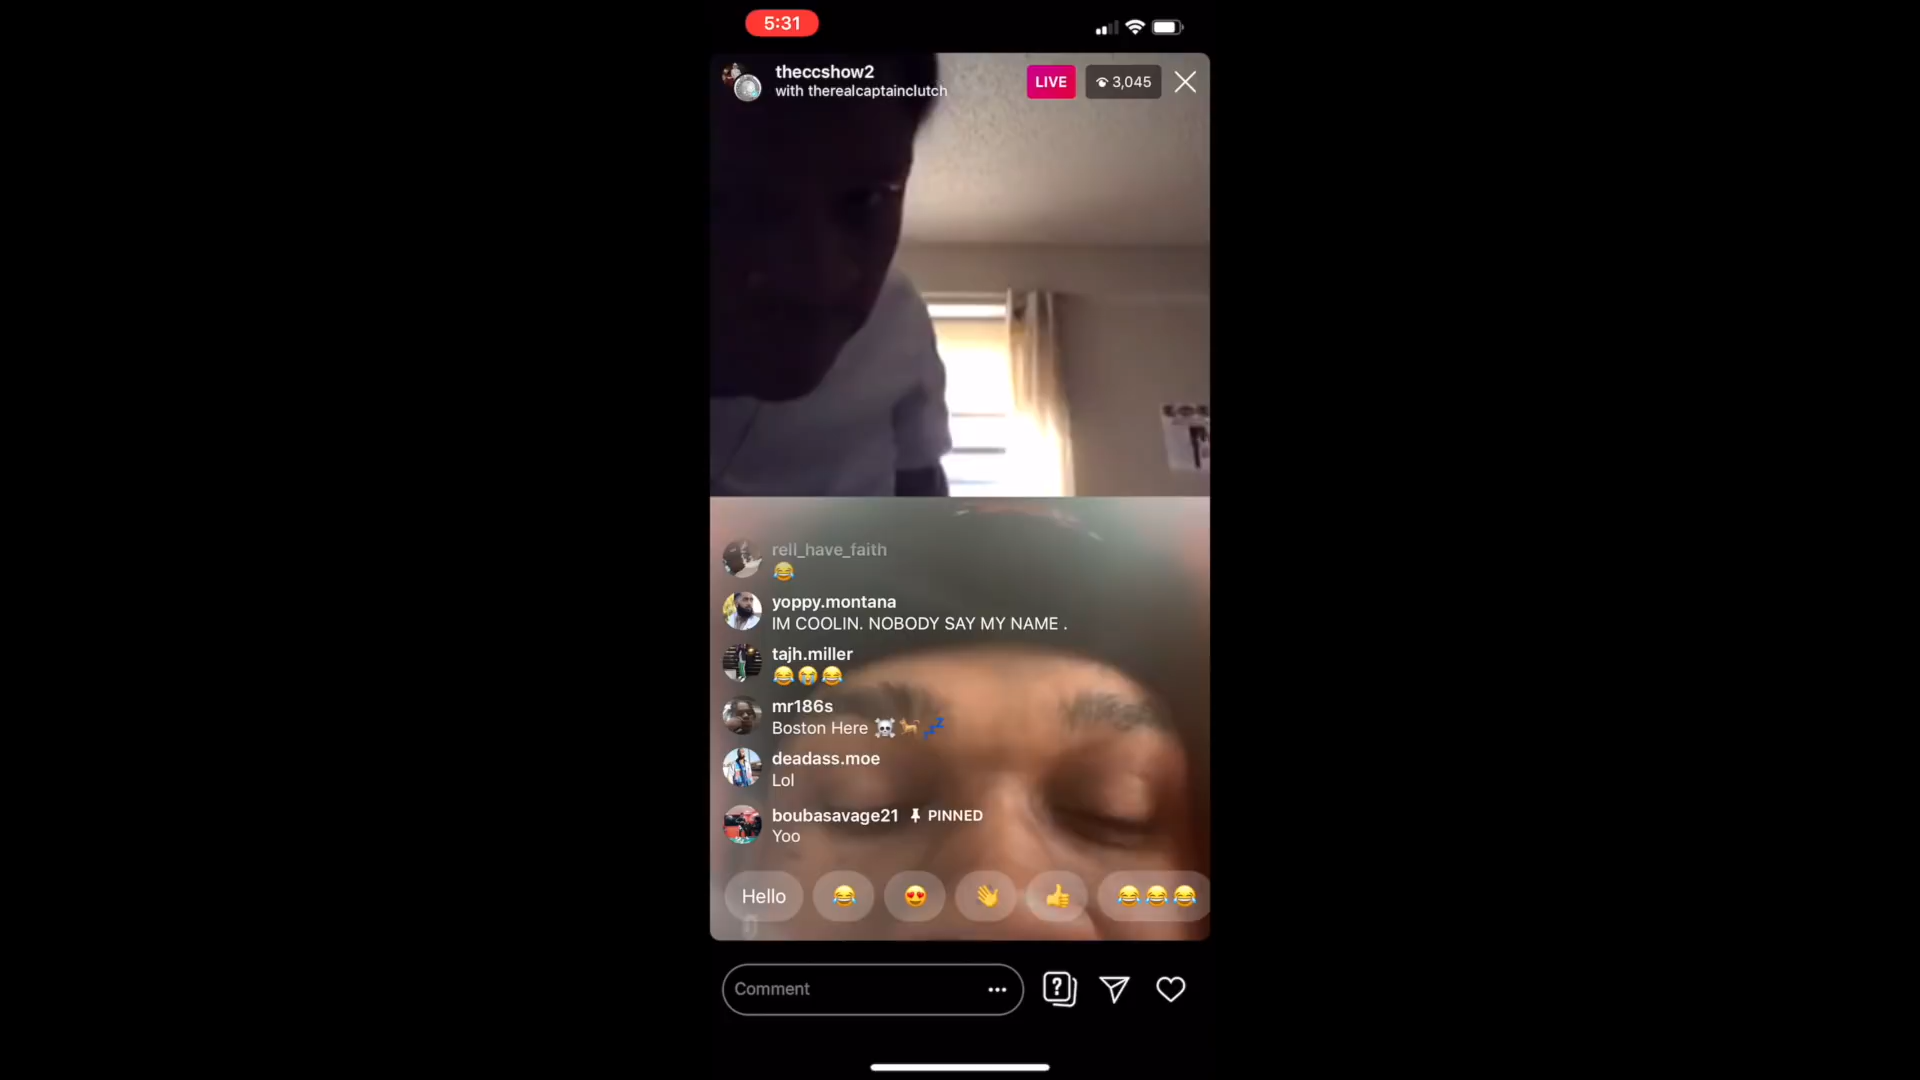 5:31
theccshow2
with therealcaptainclutch
LIVE
3,045
rell_have_faith
😂
yoppy.montana
IM COOLIN. NOBODY SAY MY NAME .
tajh.miller
😂😭😂
mr186s
Boston Here ☠️🐕💤
deadass.moe
Lol
boubasavage21 PINNED
Yoo
Hello 😂 😍 👋 👍 😂😂😂
Comment